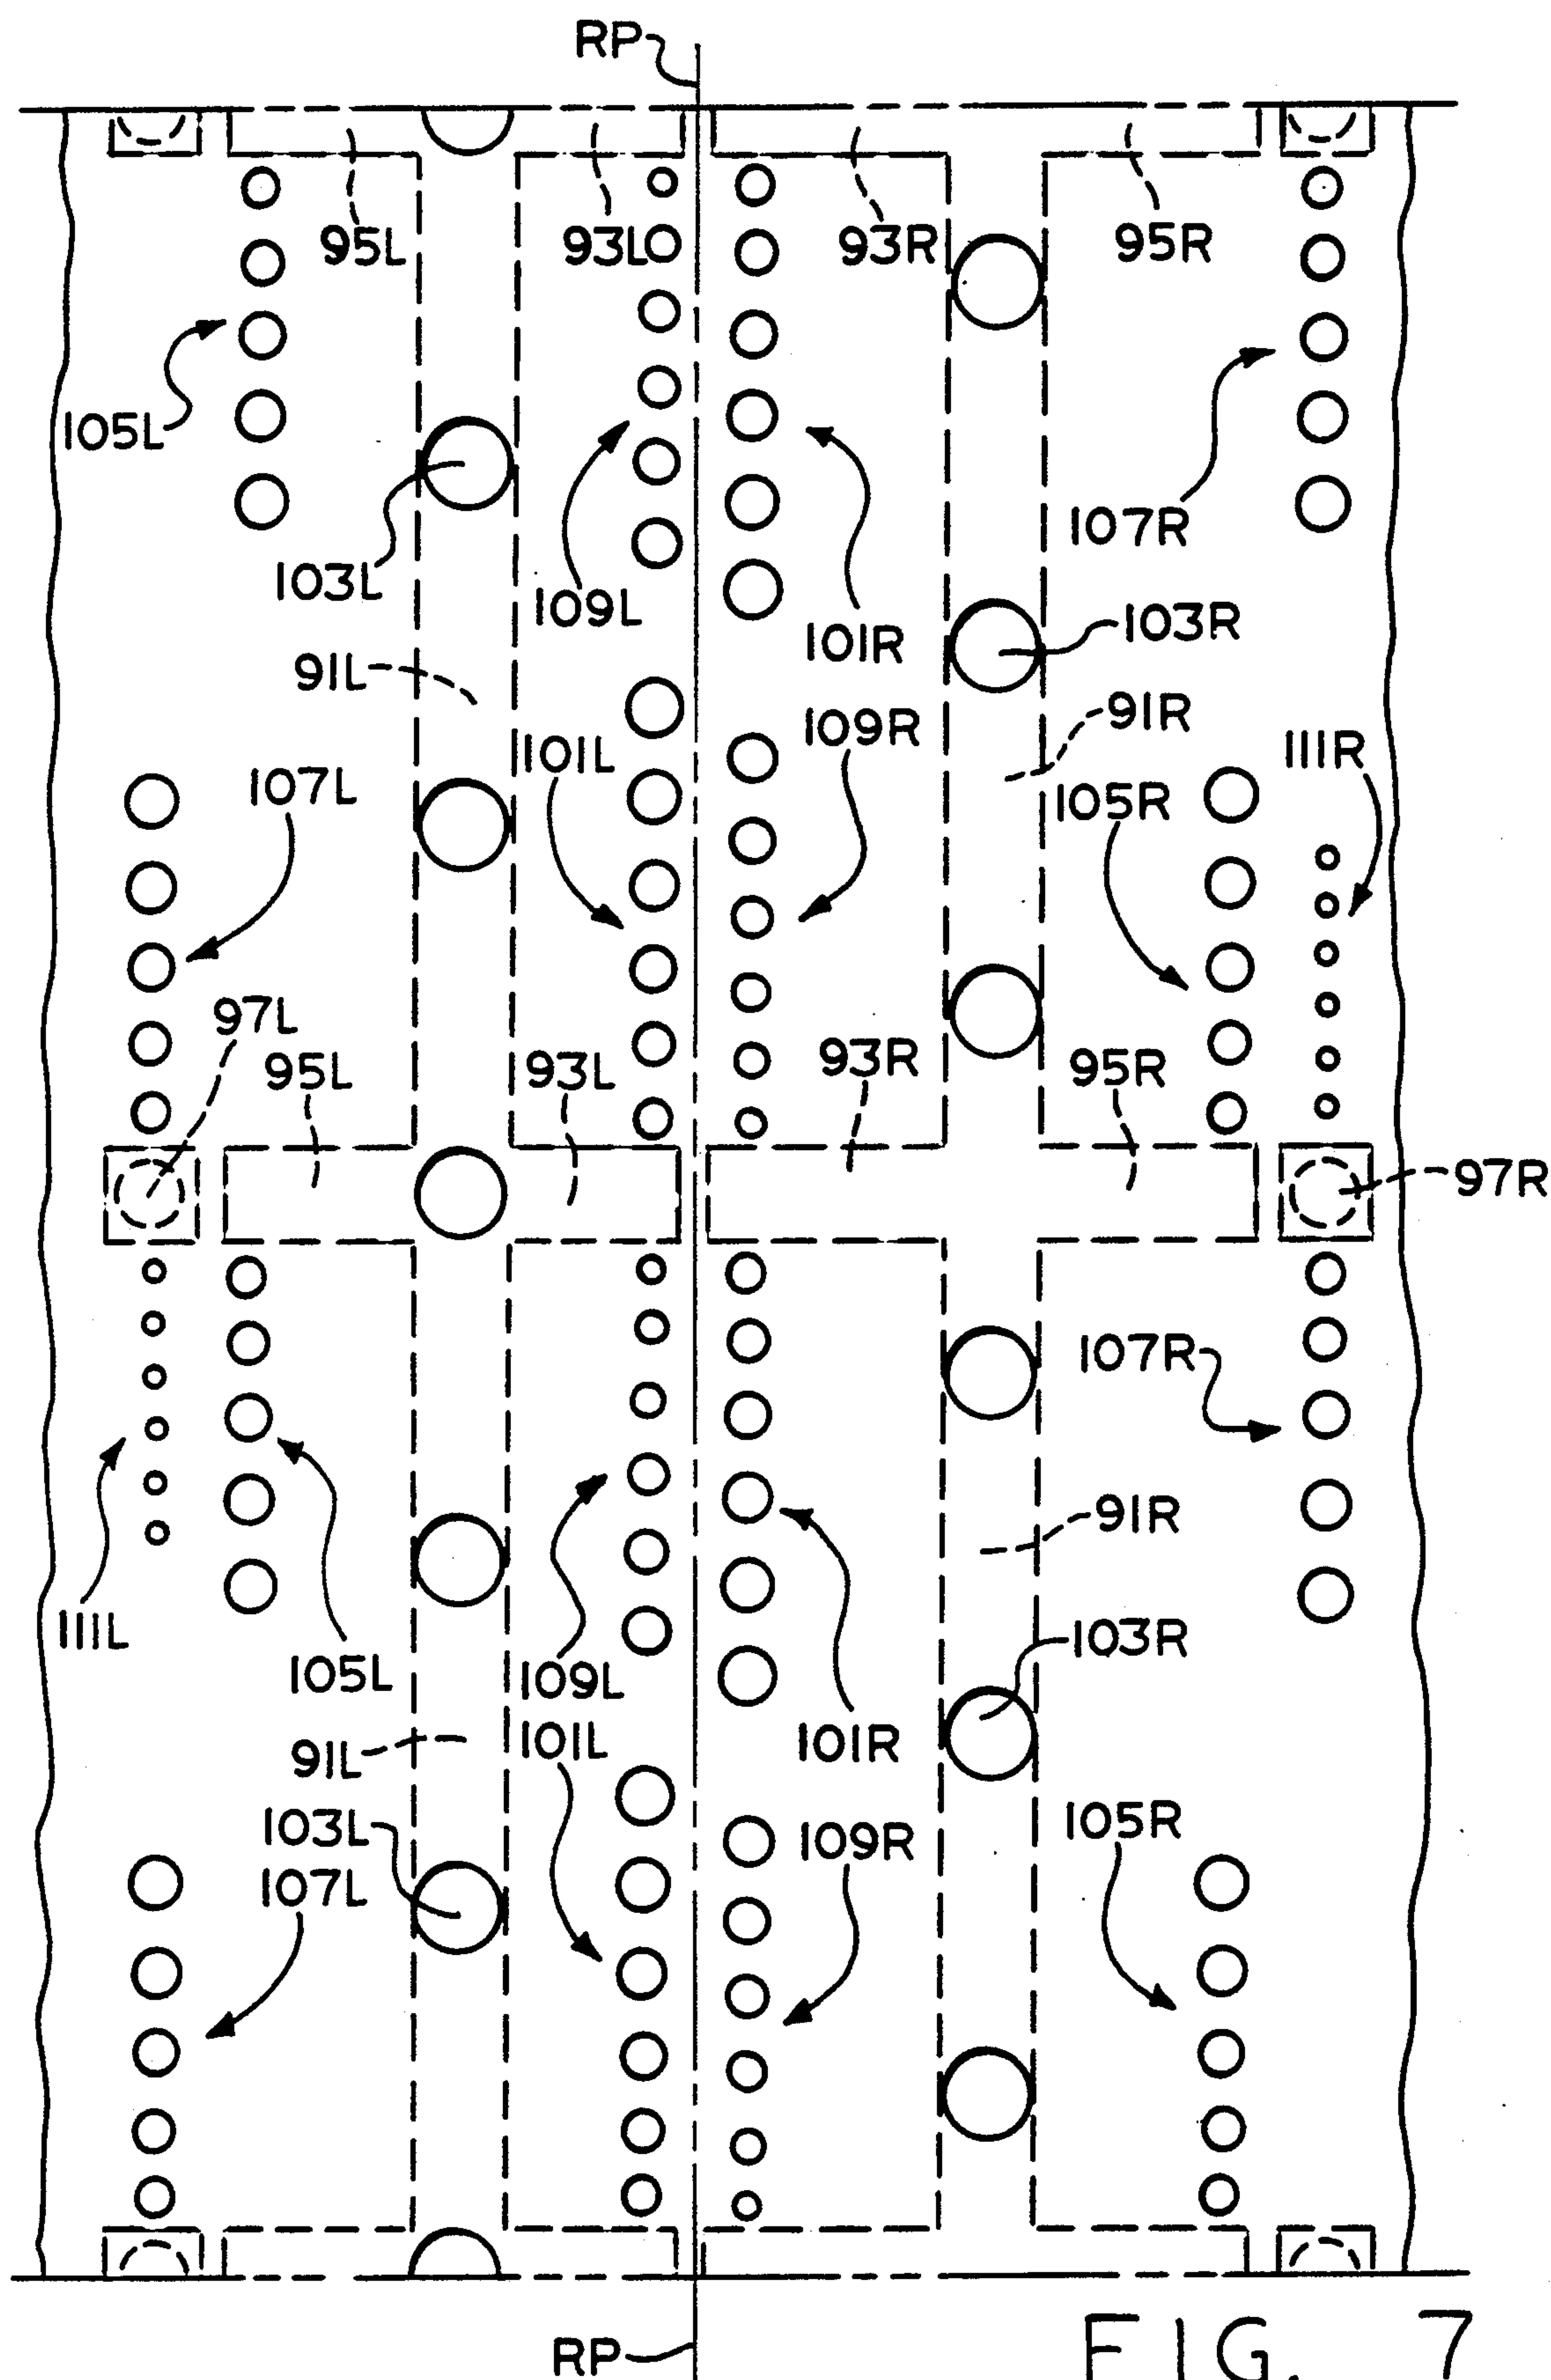 RP
95L 93L 93R 95R
105L
107R
103L 109L 101R 103R
91L 91R
101L 109R 111R
107L 105R
97L
95L 93L 93R 95R
97R
107R
91R
111L
105L 109L 103R
91L 101L 101R
103L 109R 105R
107L
RP
FIG. 7